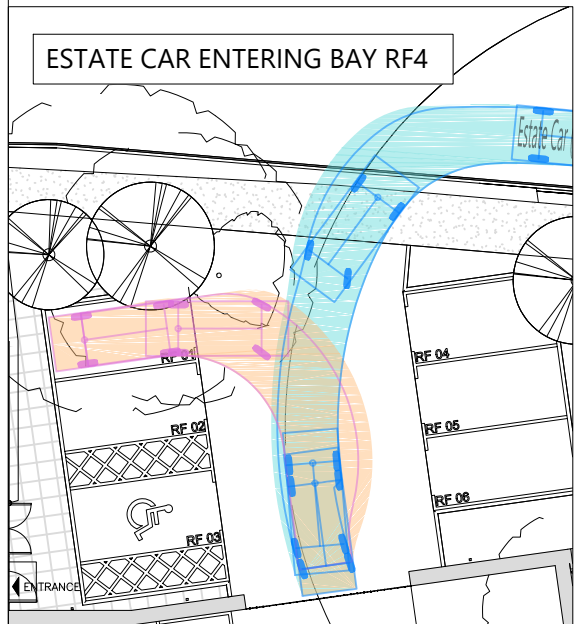 ESTATE CAR ENTERING BAY RF4
Estate Car
RF 01
RF 04
RF 02
RF 05
RF 06
RF 03
ENTRANCE